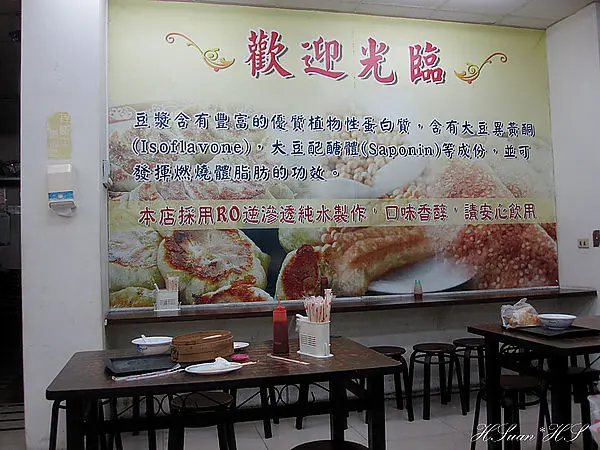 歡迎光臨
豆漿含有豐富的優質植物性蛋白質，含有大豆異黃酮
(Isoflavone)，大豆配醣體(Saponin)等成份，並可
發揮燃燒體脂肪的功效。
本店採用RO逆滲透純水製作，口味香醇，請安心飲用
HSuan*HS